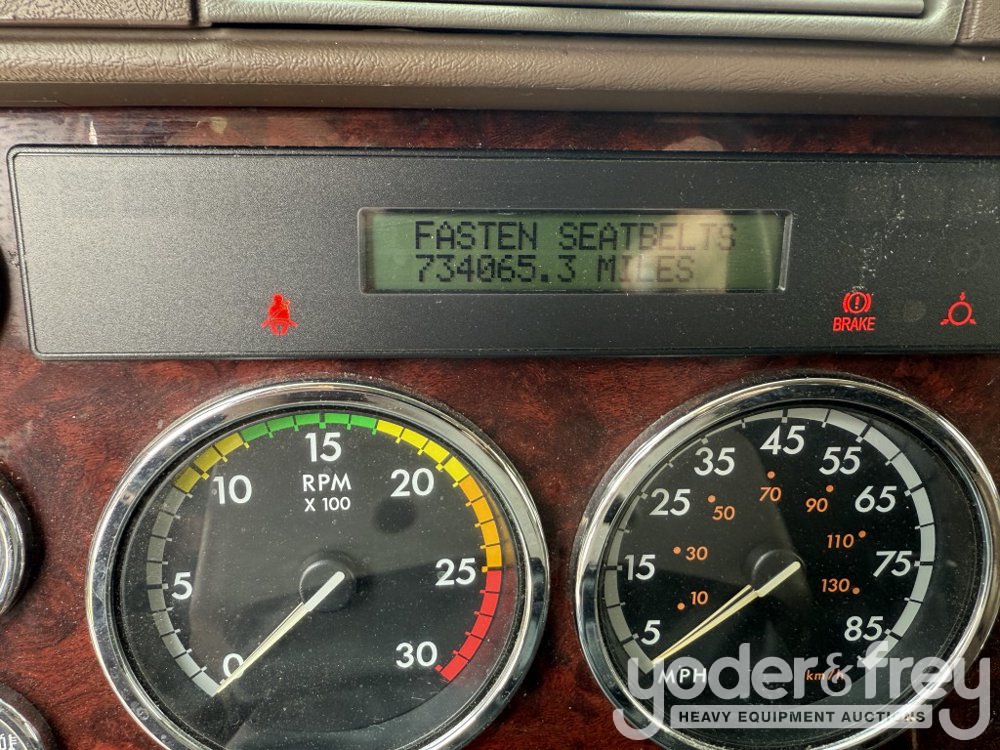 FASTEN SEATBELTS
734065.3 MILES
BRAKE
0 5 10 15 20 25 30
RPM
X 100
5 15 25 35 45 55 65 75 85
10 30 50 70 90 110 130
MPH
km/h
yoder&frey
HEAVY EQUIPMENT AUCTIONS